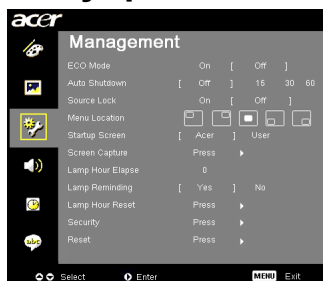 acer
Management
ECO Mode On [ Off ]
Auto Shutdown [ Off ] 15 30 60
Source Lock On [ Off ]
Menu Location
Startup Screen [ Acer ] User
Screen Capture Press
Lamp Hour Elapse 0
Lamp Reminding [ Yes ] No
Lamp Hour Reset Press
Security Press
Reset Press
abc
Select Enter MENU Exit